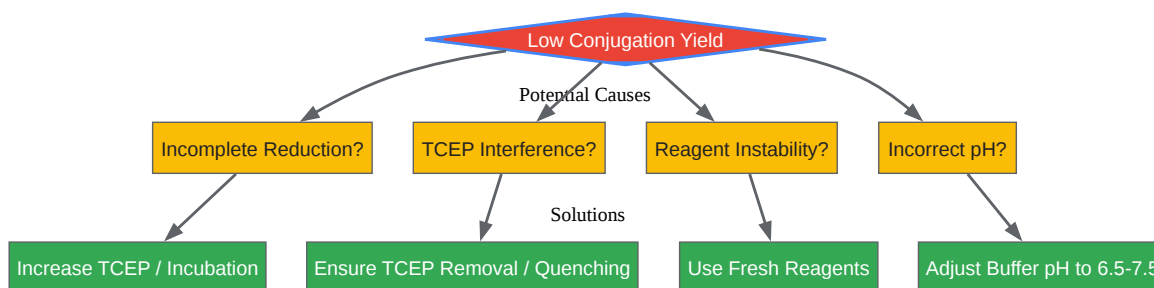 Low Conjugation Yield
Potential Causes
Incomplete Reduction?
TCEP Interference?
Reagent Instability?
Incorrect pH?
Solutions
Increase TCEP / Incubation
Ensure TCEP Removal / Quenching
Use Fresh Reagents
Adjust Buffer pH to 6.5-7.5